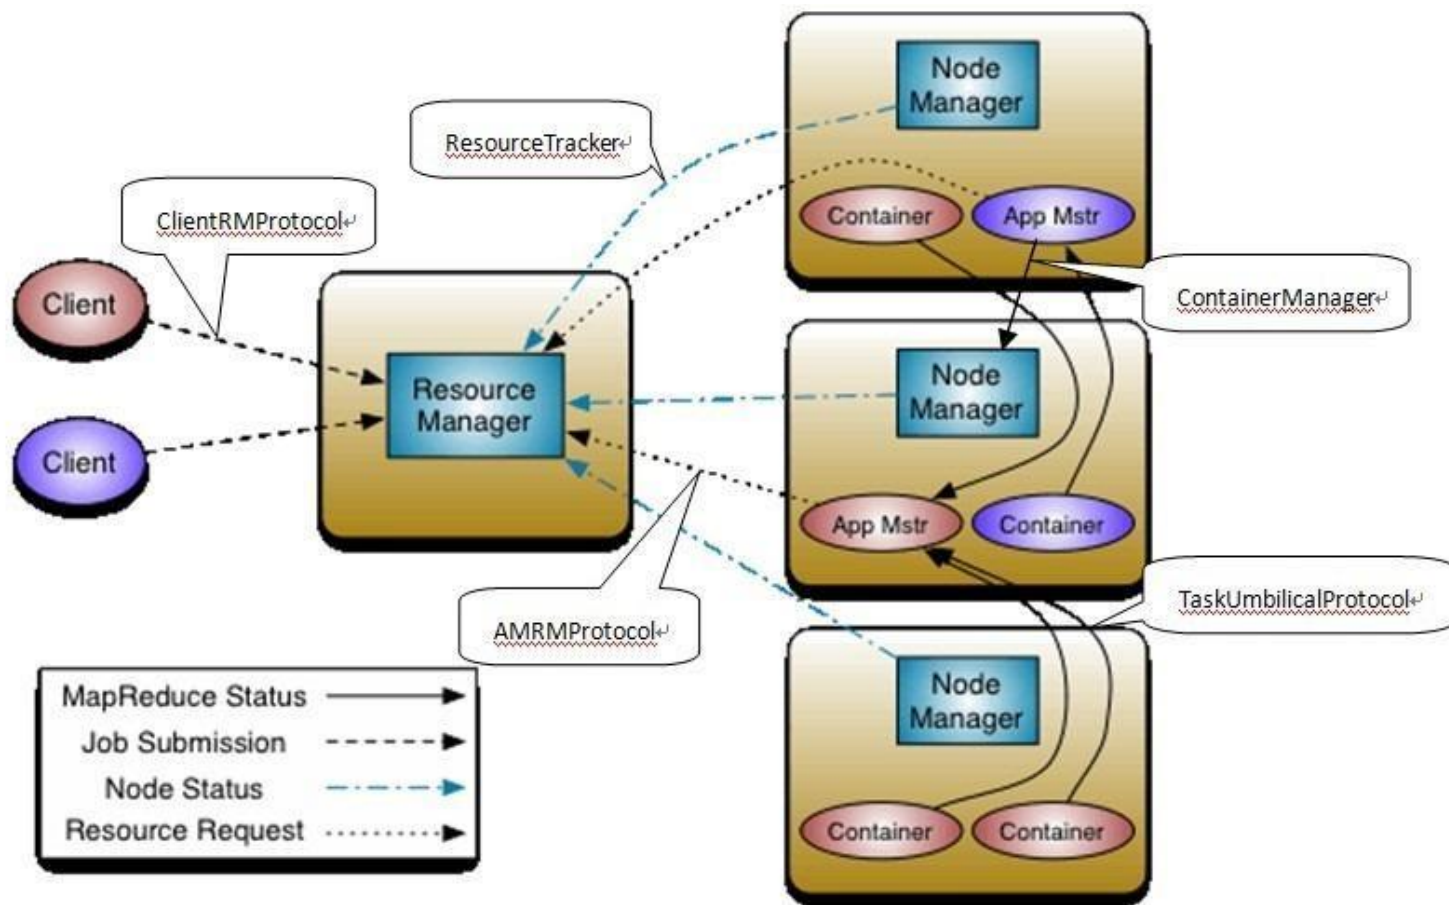 Node
Manager
ResourceTracker↵
Container
App Mstr
ClientRMProtocol↵
ContainerManager↵
Client
Resource
Manager
Node
Manager
Client
App Mstr
Container
TaskUmbilicalProtocol↵
AMRMProtocol↵
MapReduce Status
Job Submission
Node Status
Resource Request
Node
Manager
Container
Container